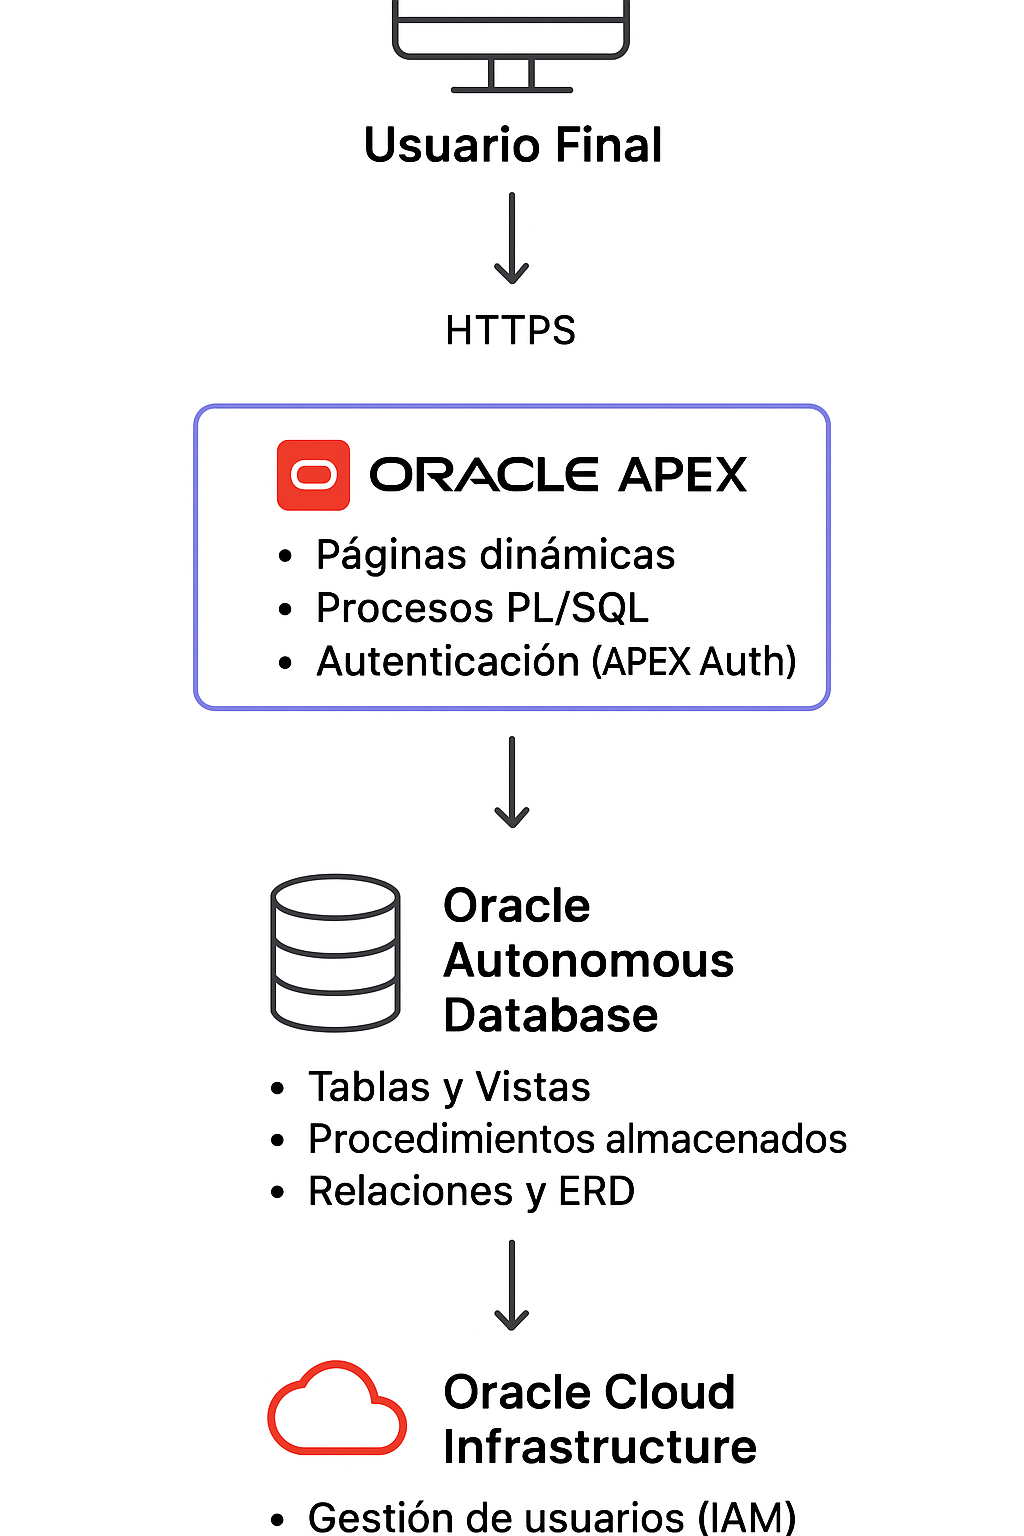 Usuario Final
HTTPS
ORACLE APEX
• Páginas dinámicas
• Procesos PL/SQL
• Autenticación (APEX Auth)
Oracle
Autonomous
Database
• Tablas y Vistas
• Procedimientos almacenados
• Relaciones y ERD
Oracle Cloud
Infrastructure
• Gestión de usuarios (IAM)